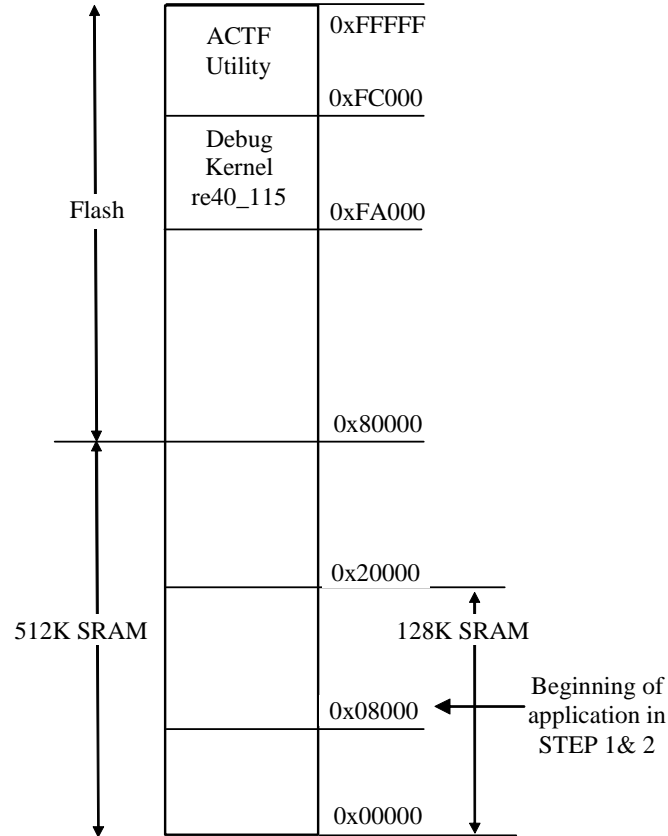 ACTF
Utility
0xFFFFF
0xFC000
Debug
Kernel
re40_115
0xFA000
Flash
0x80000
0x20000
512K SRAM
128K SRAM
Beginning of
application in
STEP 1& 2
0x08000
0x00000